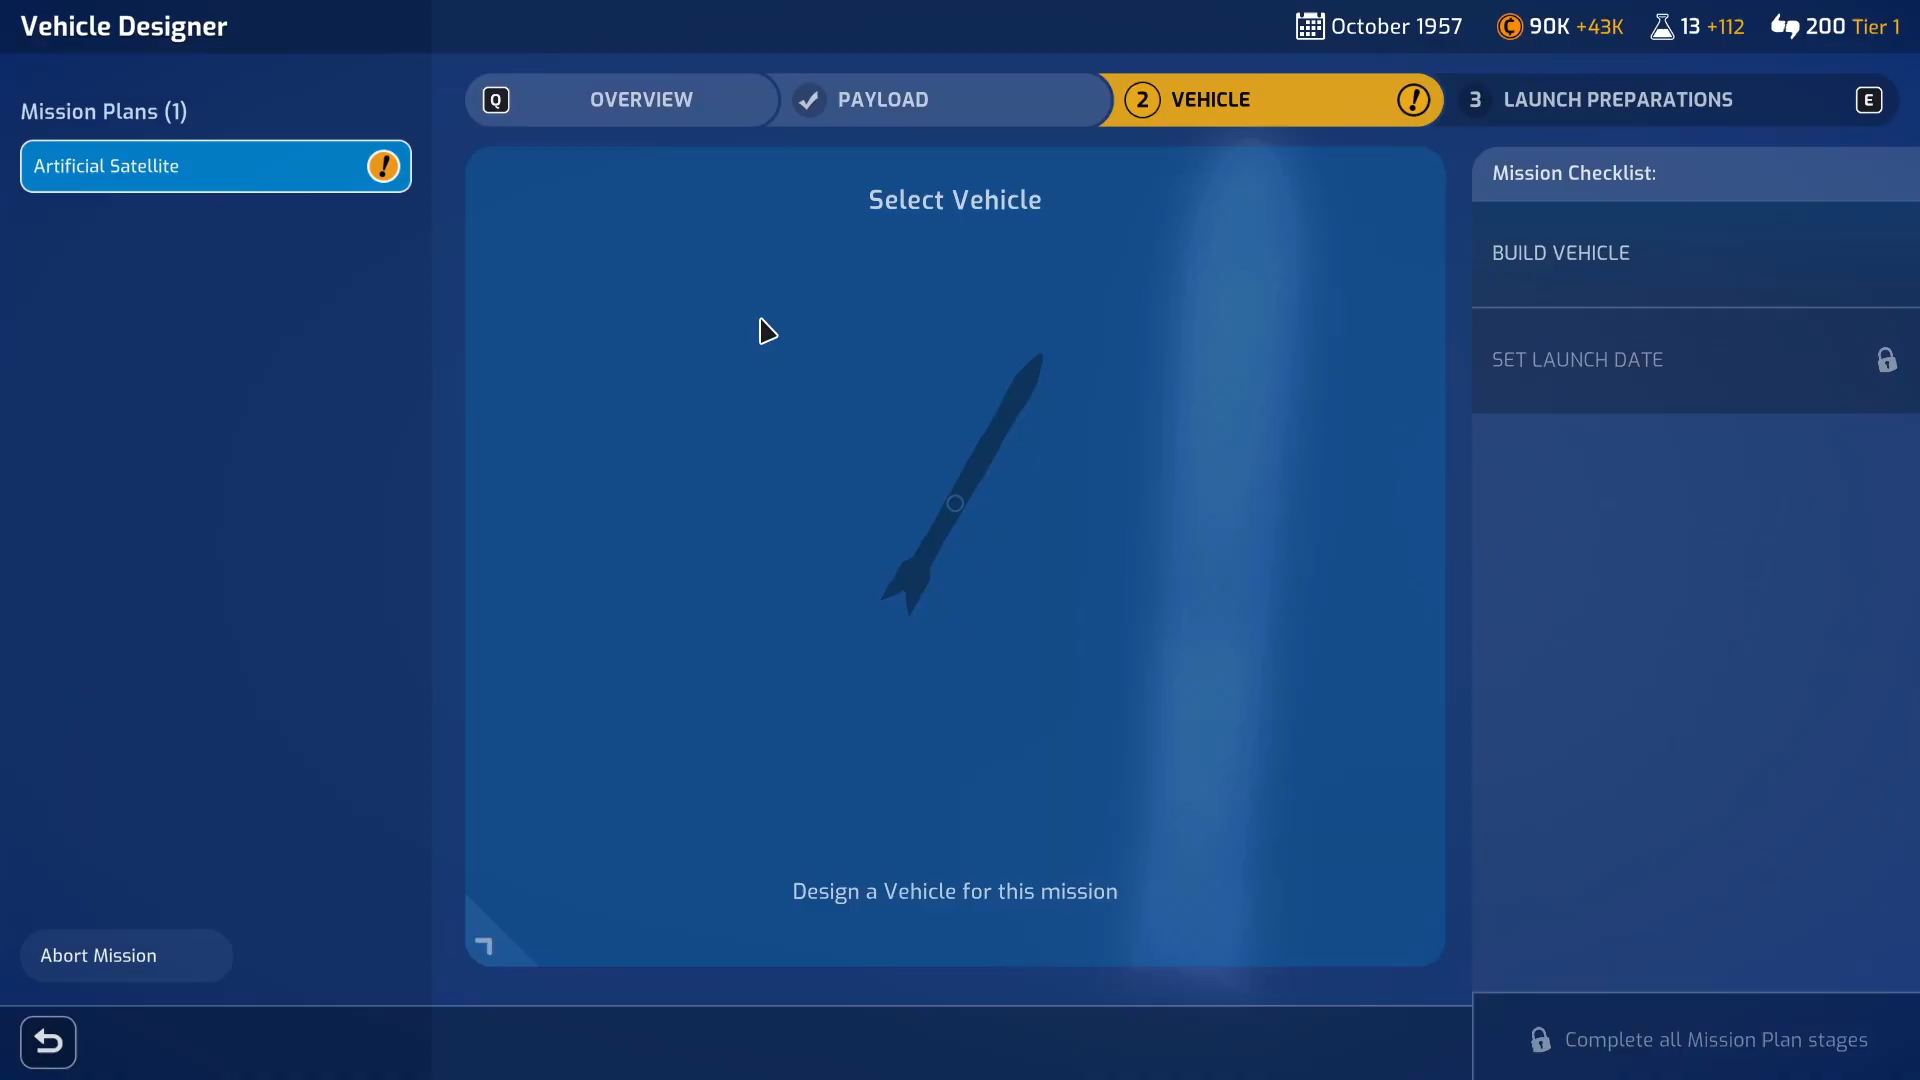 Vehicle Designer
October 1957
90K +43K
13 +112
200 Tier 1
Mission Plans (1)
Artificial Satellite
Q
OVERVIEW
PAYLOAD
2 VEHICLE
3 LAUNCH PREPARATIONS
E
Select Vehicle
Design a Vehicle for this mission
Mission Checklist:
BUILD VEHICLE
SET LAUNCH DATE
Abort Mission
Complete all Mission Plan stages